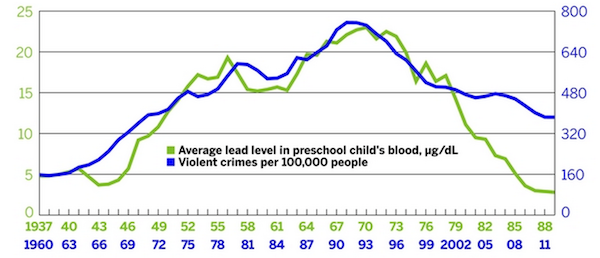 25 800
20 640
15 480
10 320
Average lead level in preschool child's blood, µg/dL
Violent crimes per 100,000 people
5 160
0 0
1937 40 43 46 49 52 55 58 61 64 67 70 73 76 79 82 85 88
1960 63 66 69 72 75 78 81 84 87 90 93 96 99 2002 05 08 11